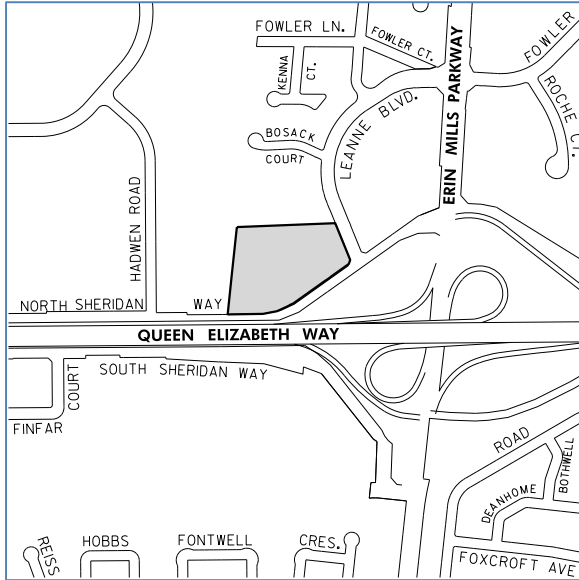 FOWLER LN.
FOWLER CT.
FOWLER
KENNA
CT.
ROCHE CT.
LEANNE BLVD.
ERIN MILLS PARKWAY
BOSACK
COURT
HADWEN ROAD
NORTH SHERIDAN WAY
QUEEN ELIZABETH WAY
SOUTH SHERIDAN WAY
COURT
FINFAR
ROAD
BOTHWELL
DEANHOME
REISS
HOBBS
FONTWELL
CRES.
FOXCROFT AVE